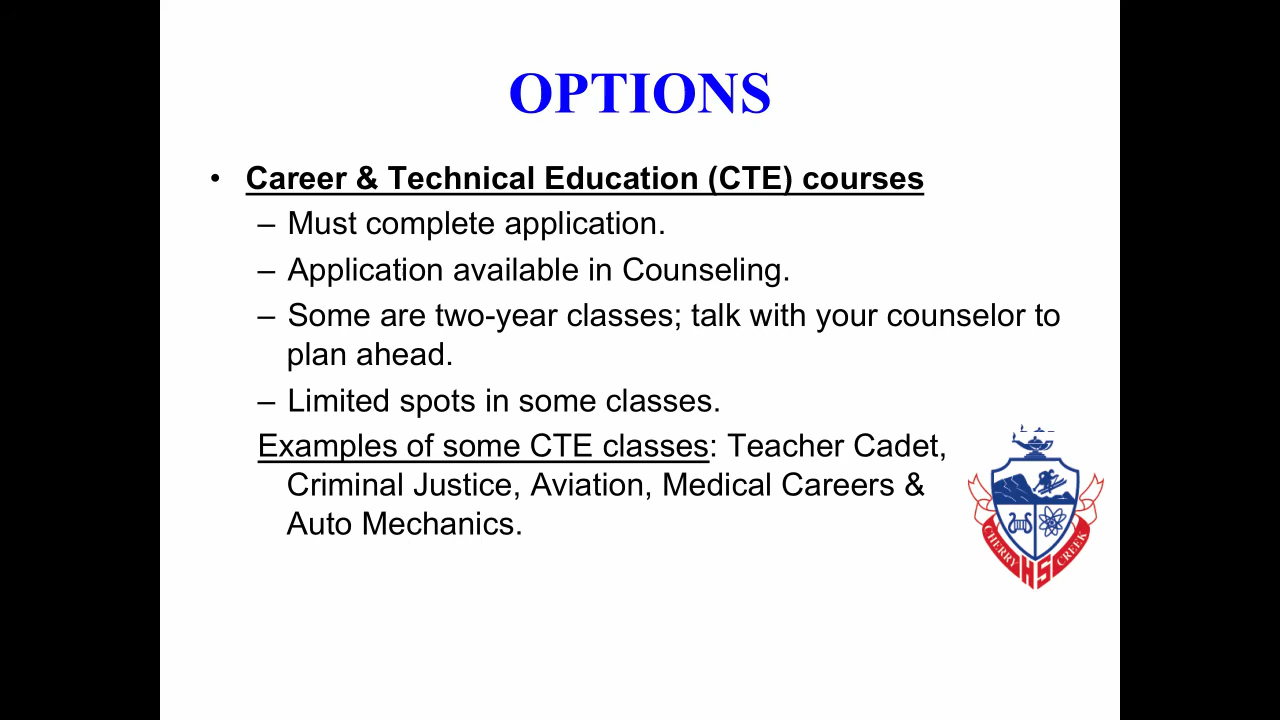 OPTIONS
• Career & Technical Education (CTE) courses
– Must complete application.
– Application available in Counseling.
– Some are two-year classes; talk with your counselor to
plan ahead.
– Limited spots in some classes.
Examples of some CTE classes: Teacher Cadet,
Criminal Justice, Aviation, Medical Careers &
Auto Mechanics.
CHERRY HS CREEK